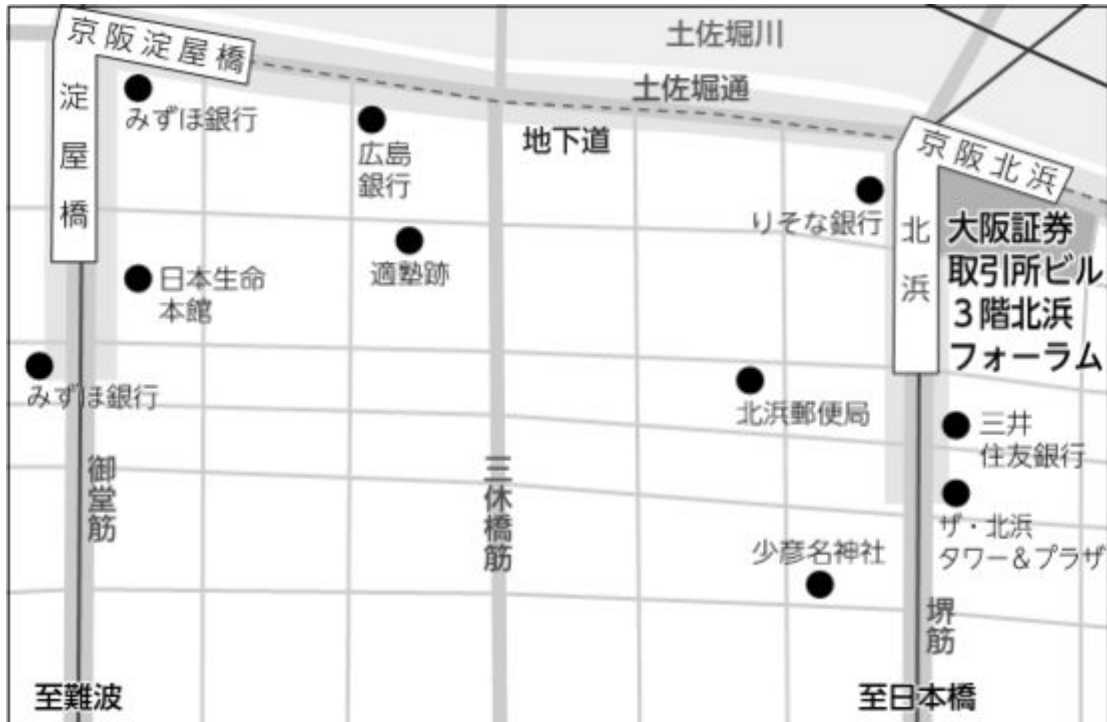 京阪淀屋橋
淀屋橋
みずほ銀行
広島
銀行
適塾跡
日本生命
本館
みずほ銀行
御堂筋
至難波
土佐堀川
土佐堀通
地下道
三休橋筋
りそな銀行
京阪北浜
北浜
大阪証券
取引所ビル
3階北浜
フォーラム
北浜郵便局
三井
住友銀行
ザ・北浜
タワー&プラザ
少彦名神社
堺筋
至日本橋